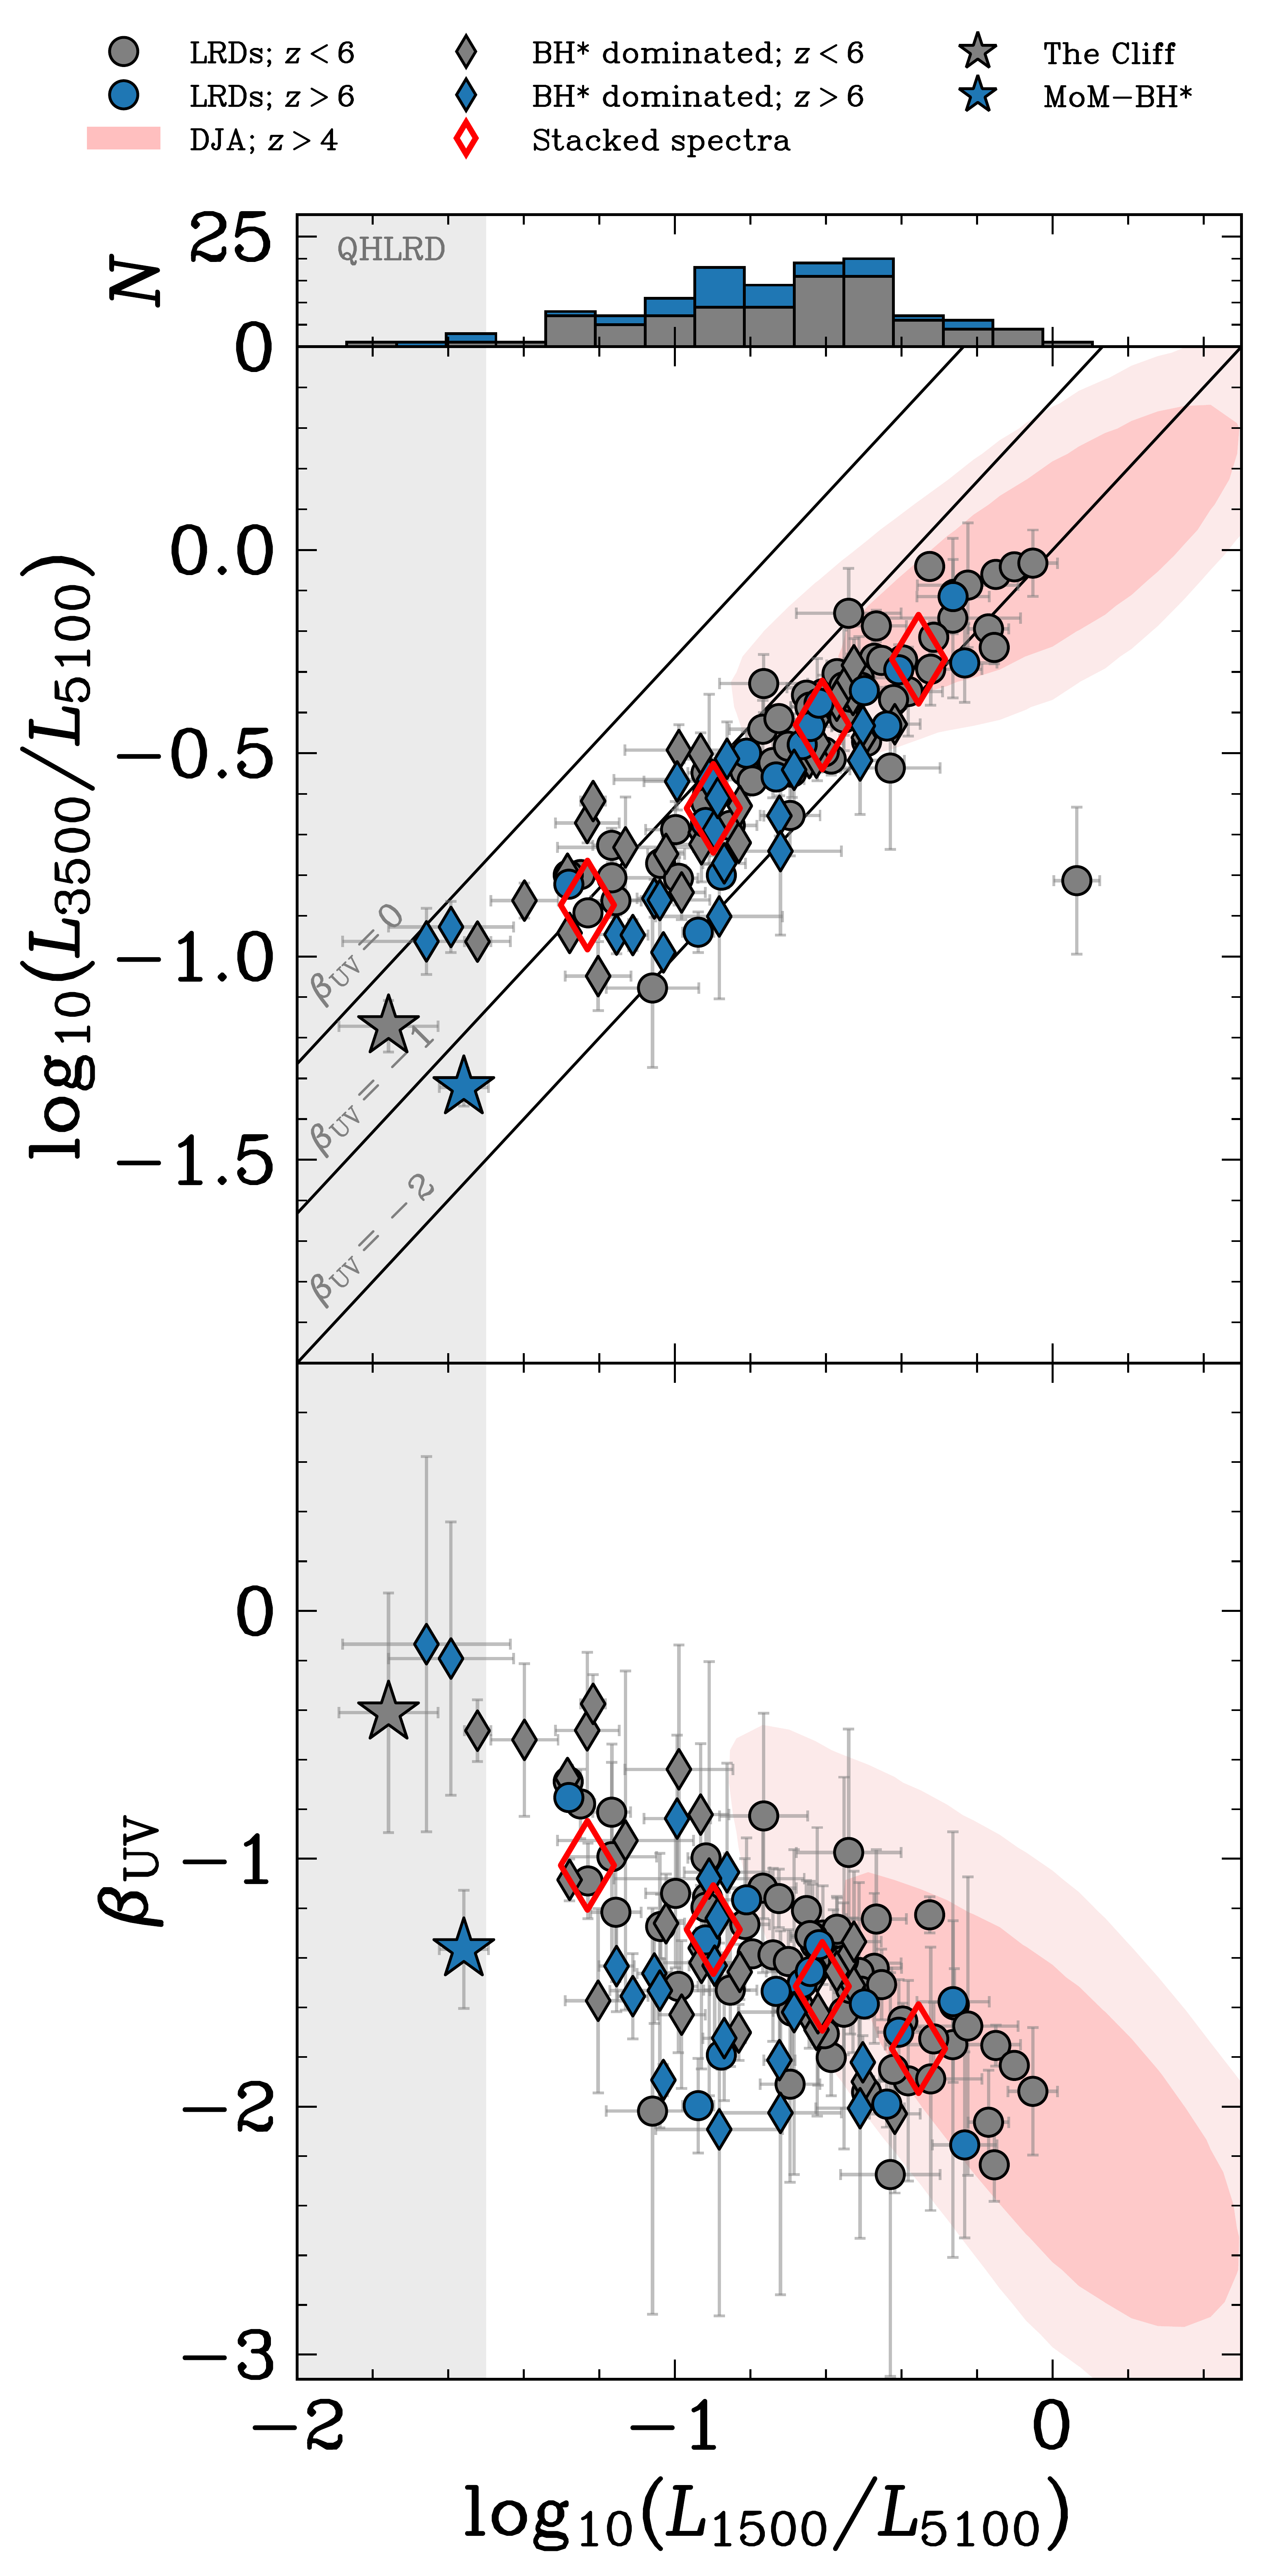 LRDs; z < 6
BH* dominated; z < 6
The Cliff
LRDs; z > 6
BH* dominated; z > 6
MoM−BH*
DJA; z > 4
Stacked spectra
N
25
0
QHLRD
log₁₀(L3500/L5100)
0.0
−0.5
−1.0
−1.5
βUV = 0
βUV = −1
βUV = −2
βUV
0
−1
−2
−3
−2
−1
0
log₁₀(L1500/L5100)